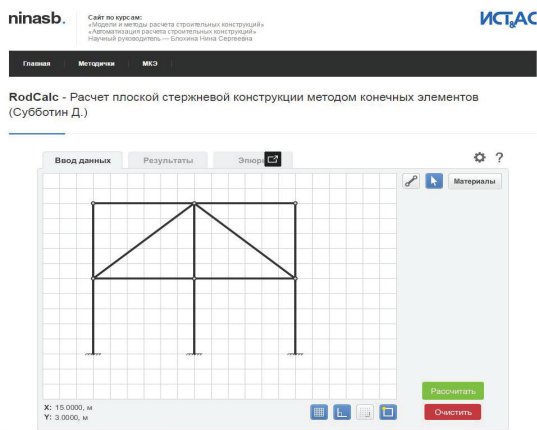 ninasb.
Сайт по курсам:
«Модели и методы расчета строительных конструкций»
«Автоматизация расчета строительных конструкций»
Научный руководитель — Блохина Нина Сергеевна
ИСТ&АС
Главная Методички МКЭ
RodCalc - Расчет плоской стержневой конструкции методом конечных элементов
(Субботин Д.)
Ввод данных Результаты Эпюры
?
Материалы
Рассчитать
X: 15.0000, м
Y: 3.0000, м
Очистить